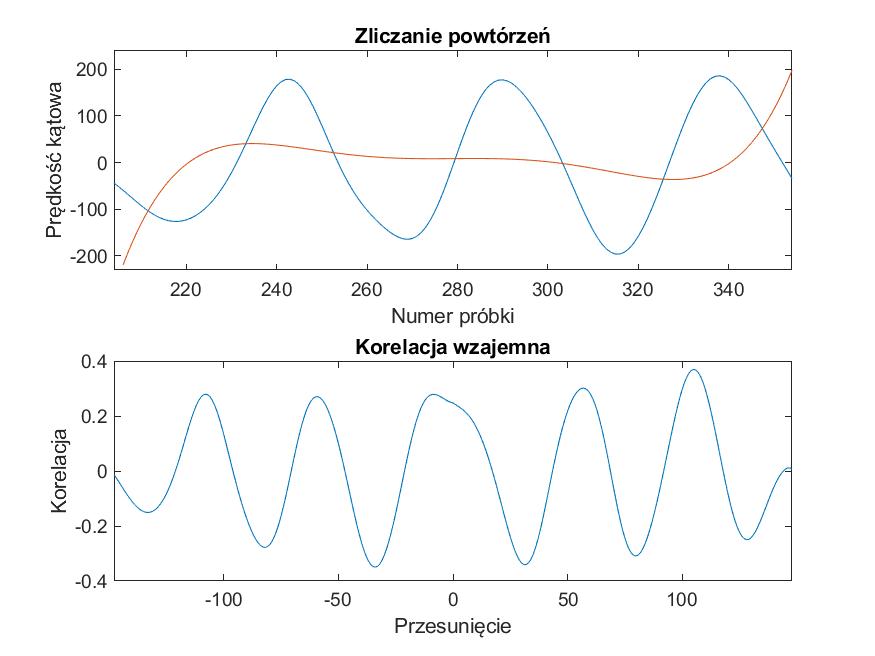 Zliczanie powtórzeń
Prędkość kątowa
200
100
0
-100
-200
220 240 260 280 300 320 340
Numer próbki
Korelacja wzajemna
Korelacja
0.4
0.2
0
-0.2
-0.4
-100 -50 0 50 100
Przesunięcie